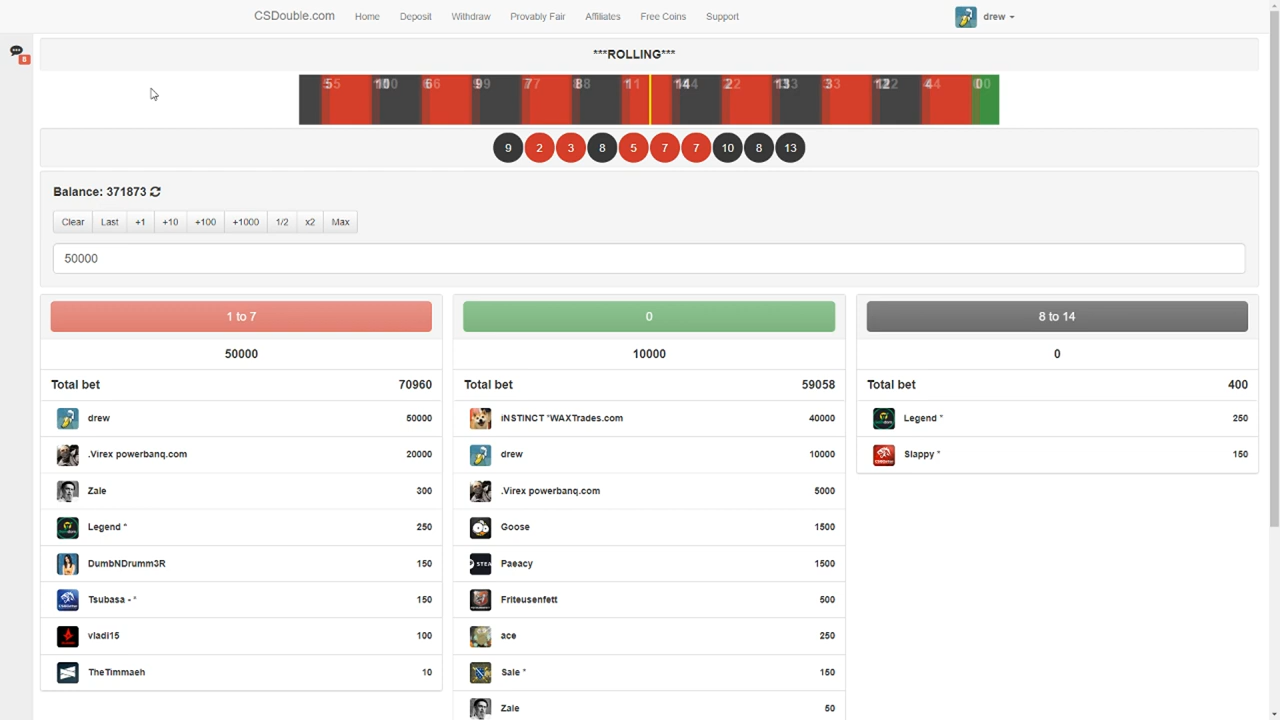 CSDouble.com Home Deposit Withdraw Provably Fair Affiliates Free Coins Support drew
8
***ROLLING***
5 10 6 9 7 8 1 14 2 13 3 12 4 0
9 2 3 8 5 7 7 10 8 13
Balance: 371873
Clear Last +1 +10 +100 +1000 1/2 x2 Max
50000
1 to 7
50000
Total bet 70960
drew 50000
.Virex powerbanq.com 20000
Zale 300
Legend * 250
DumbNDrumm3R 150
Tsubasa - * 150
vladi15 100
TheTimmaeh 10
0
10000
Total bet 59058
iNST!NCT *WAXTrades.com 40000
drew 10000
.Virex powerbanq.com 5000
Goose 1500
Paeacy 1500
Friteusenfett 500
ace 250
Sale * 150
Zale 50
8 to 14
0
Total bet 400
Legend * 250
Slappy * 150